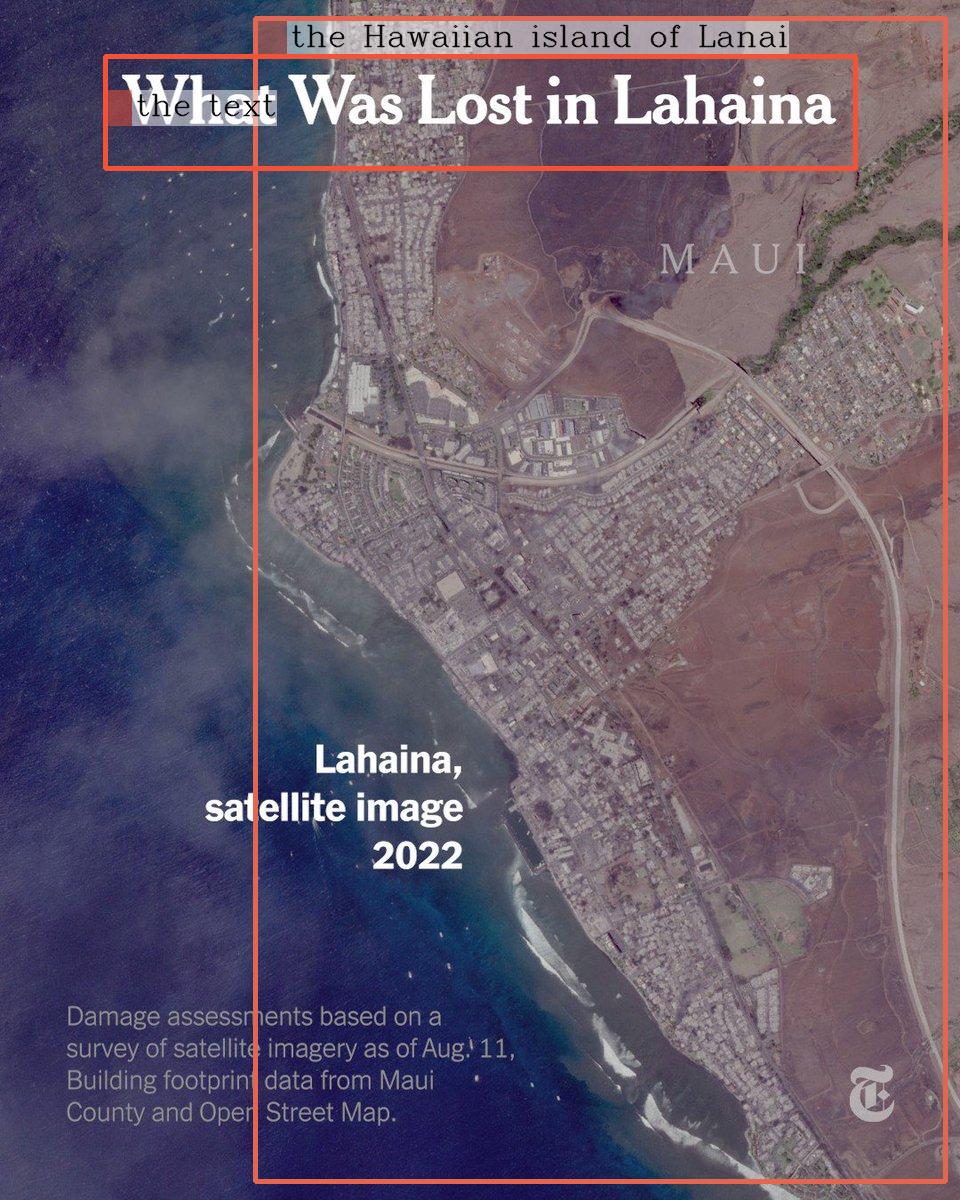 the Hawaiian island of Lanai
What Was Lost in Lahaina
the text
MAUI
Lahaina,
satellite image
2022
Damage assessments based on a
survey of satellite imagery as of Aug. 11,
Building footprint data from Maui
County and Open Street Map.
T